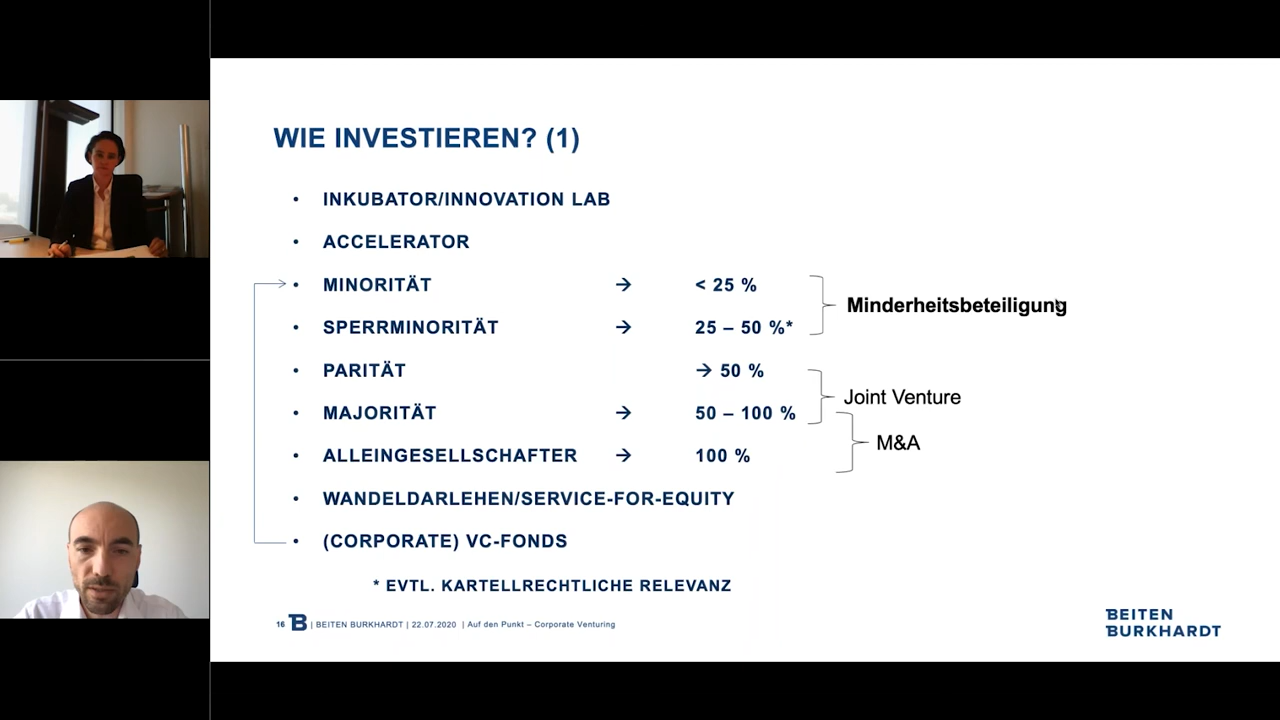 WIE INVESTIEREN? (1)
• INKUBATOR/INNOVATION LAB
• ACCELERATOR
• MINORITÄT → < 25 %
Minderheitsbeteiligung
• SPERRMINORITÄT → 25 – 50 %*
• PARITÄT → 50 %
Joint Venture
• MAJORITÄT → 50 – 100 %
M&A
• ALLEINGESELLSCHAFTER → 100 %
• WANDELDARLEHEN/SERVICE-FOR-EQUITY
• (CORPORATE) VC-FONDS
* EVTL. KARTELLRECHTLICHE RELEVANZ
16 B | BEITEN BURKHARDT | 22.07.2020 | Auf den Punkt – Corporate Venturing
BEITEN
BURKHARDT